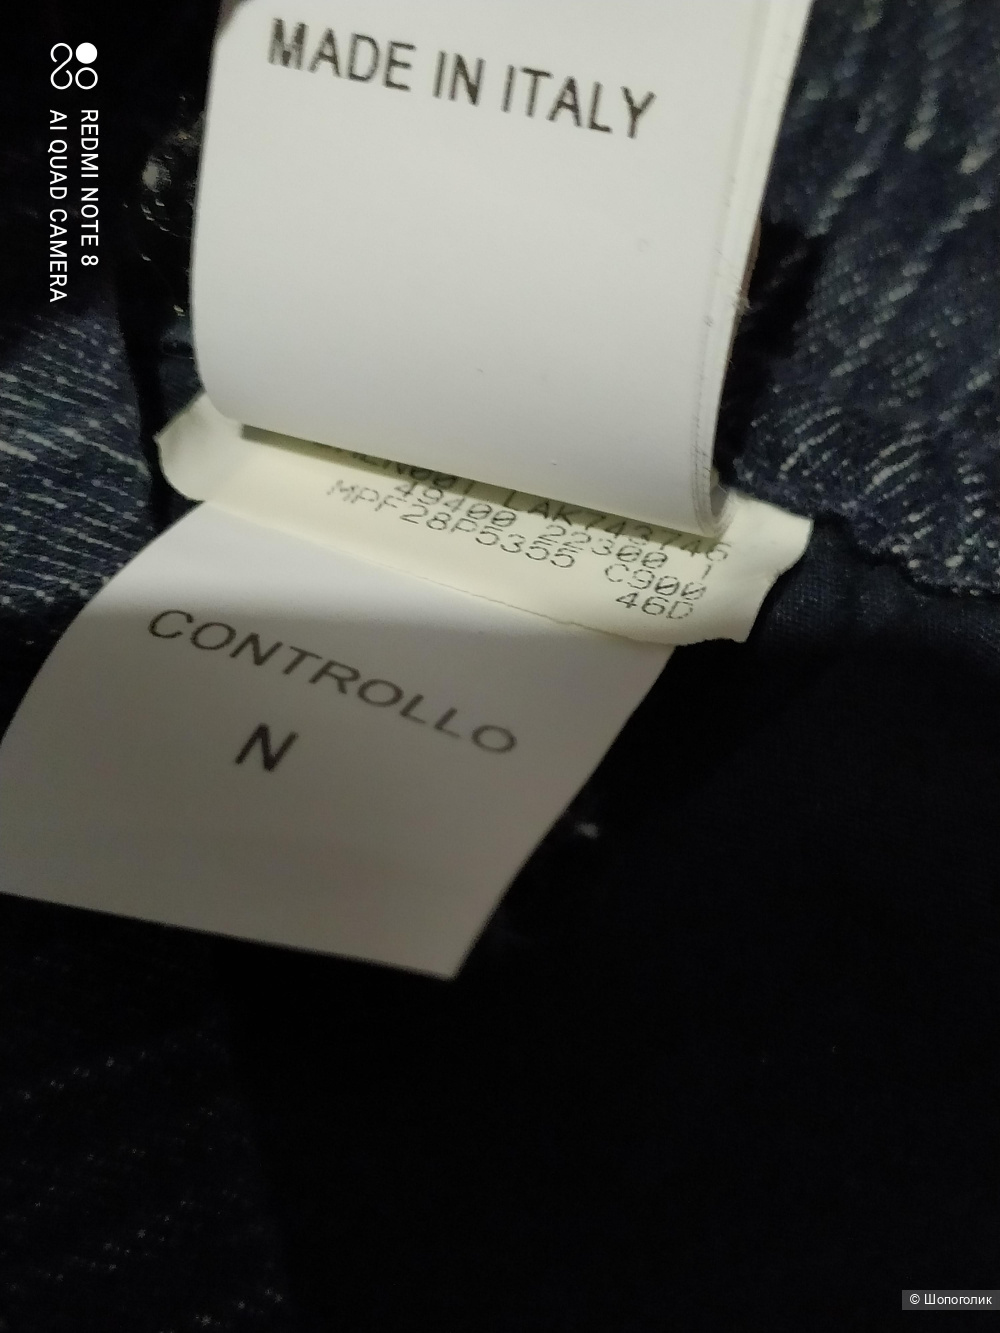 MADE IN ITALY
49400 22300 1
MPF28P5355 C900
46D
CONTROLLO
N
REDMI NOTE 8
AI QUAD CAMERA
© Шопоголик